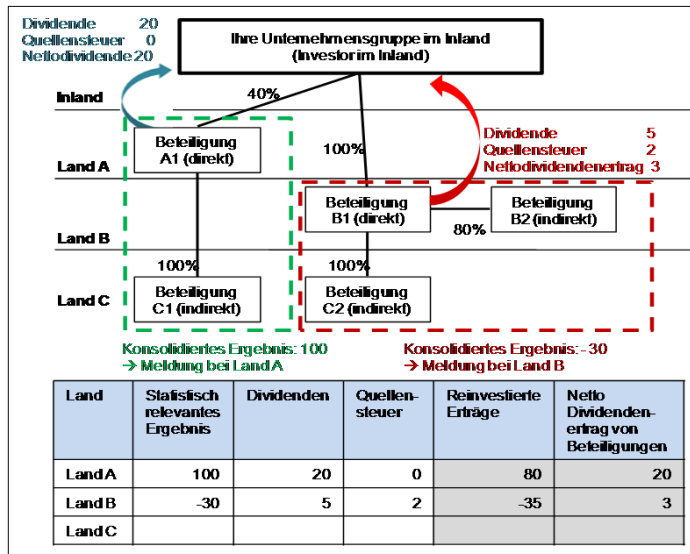 Dividende 20
Quellensteuer 0
Nettodividende 20
Ihre Unternehmensgruppe im Inland
(Investor im Inland)
Inland
40%
Beteiligung
A1 (direkt)
Land A
100%
Dividende 5
Quellensteuer 2
Nettodividendenertrag 3
Beteiligung
B1 (direkt)
Beteiligung
B2 (indirekt)
80%
Land B
100%
100%
Beteiligung
C1 (indirekt)
Beteiligung
C2 (indirekt)
Land C
Konsolidiertes Ergebnis: 100
→ Meldung bei Land A
Konsolidiertes Ergebnis: -30
→ Meldung bei Land B
Land Statistisch relevantes Ergebnis Dividenden Quellen-steuer Reinvestierte Erträge Netto Dividenden-ertrag von Beteiligungen
Land A 100 20 0 80 20
Land B -30 5 2 -35 3
Land C